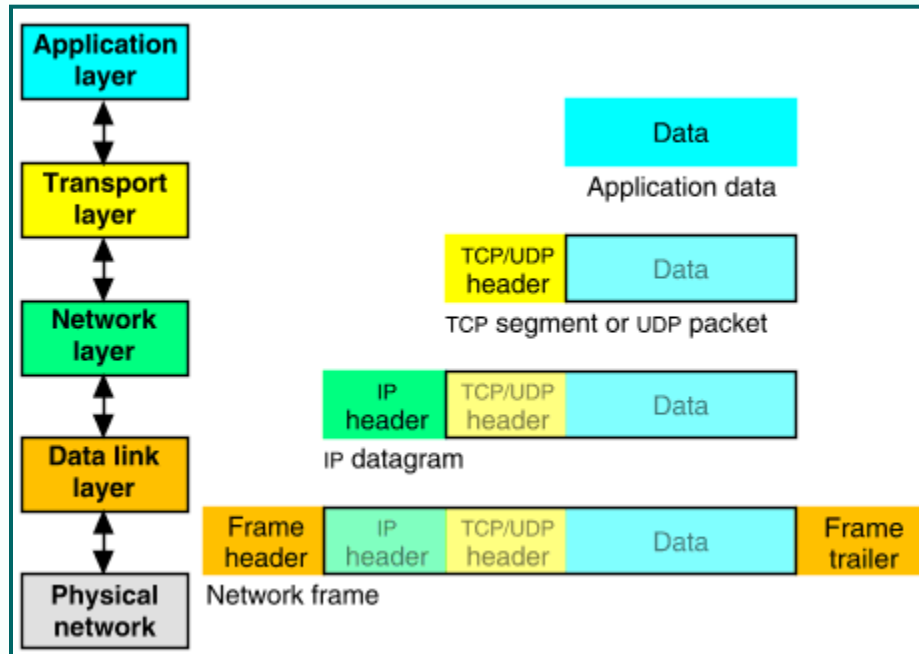 Application
layer
Transport
layer
Network
layer
Data link
layer
Physical
network
Data
Application data
TCP/UDP
header
Data
TCP segment or UDP packet
IP
header
TCP/UDP
header
Data
IP datagram
Frame
header
IP
header
TCP/UDP
header
Data
Frame
trailer
Network frame